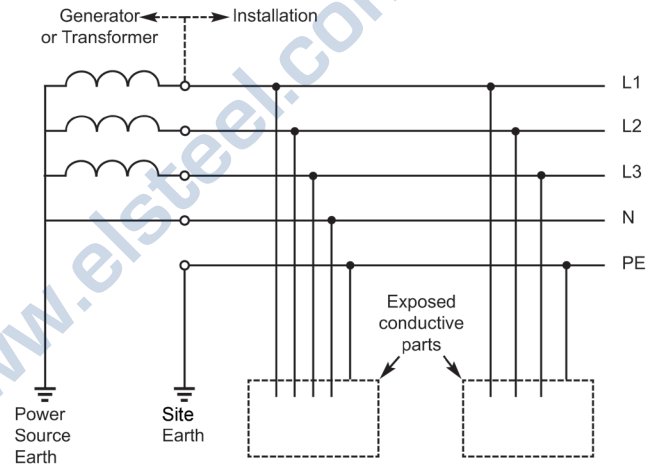 Generator
or Transformer
Installation
L1
L2
L3
N
PE
Exposed
conductive
parts
Power
Source
Earth
Site
Earth
www.elsteel.com